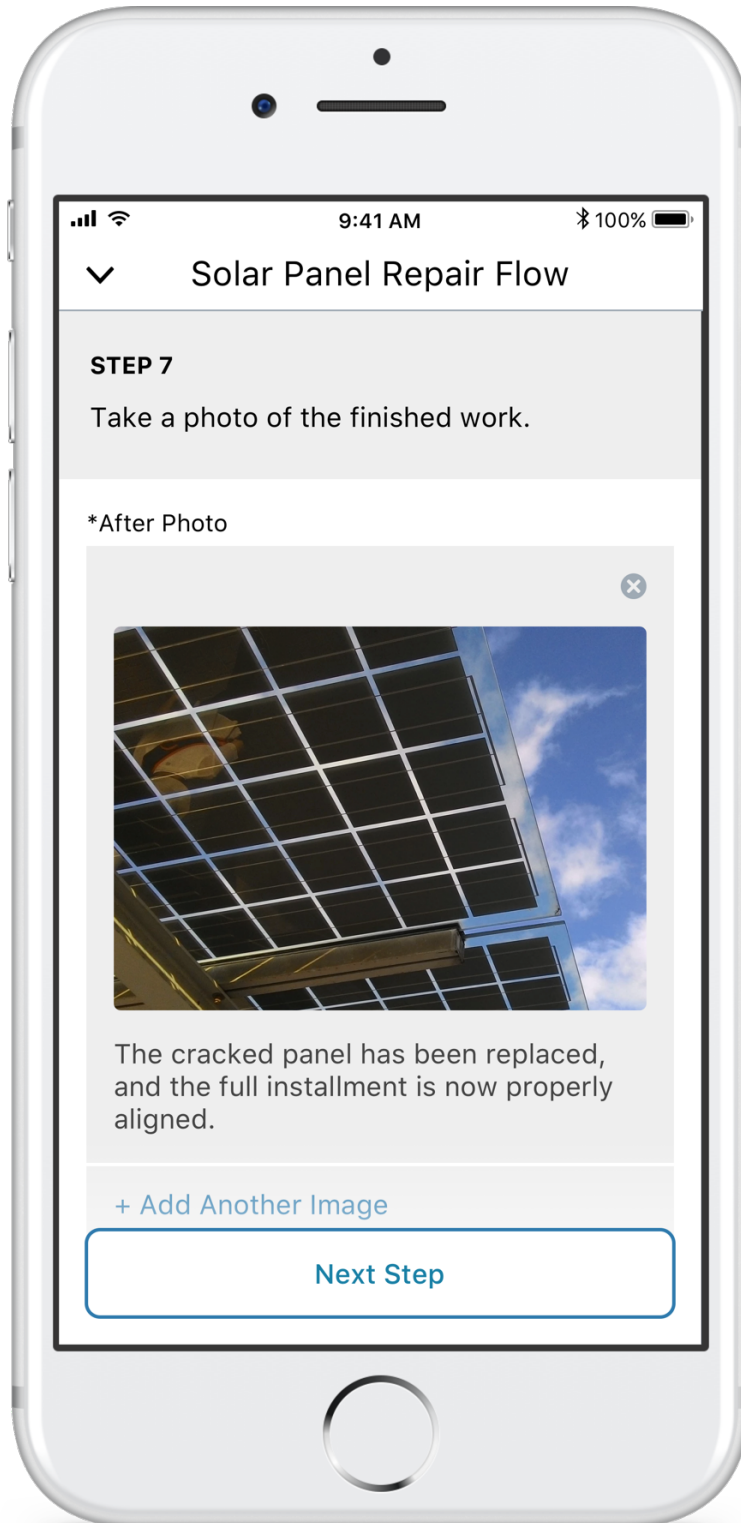 9:41 AM
100%
Solar Panel Repair Flow
STEP 7
Take a photo of the finished work.
*After Photo
The cracked panel has been replaced,
and the full installment is now properly
aligned.
+ Add Another Image
Next Step